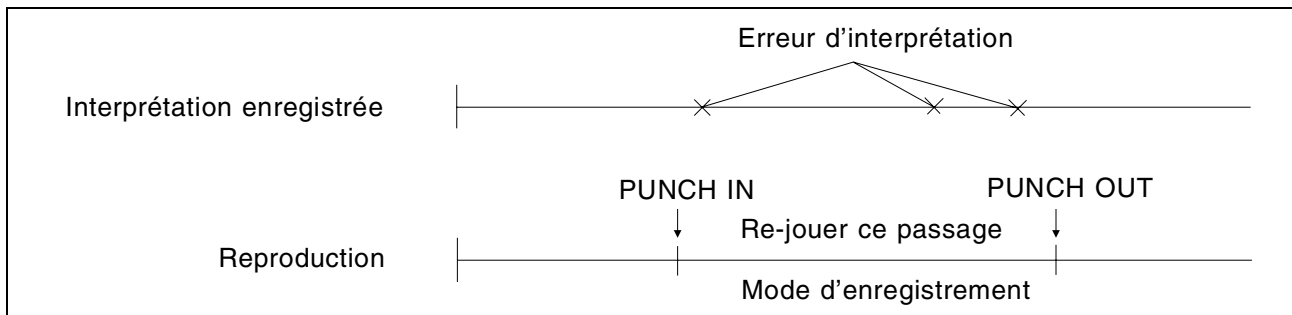 Erreur d'interprétation
Interprétation enregistrée
PUNCH IN
PUNCH OUT
Re-jouer ce passage
Reproduction
Mode d'enregistrement